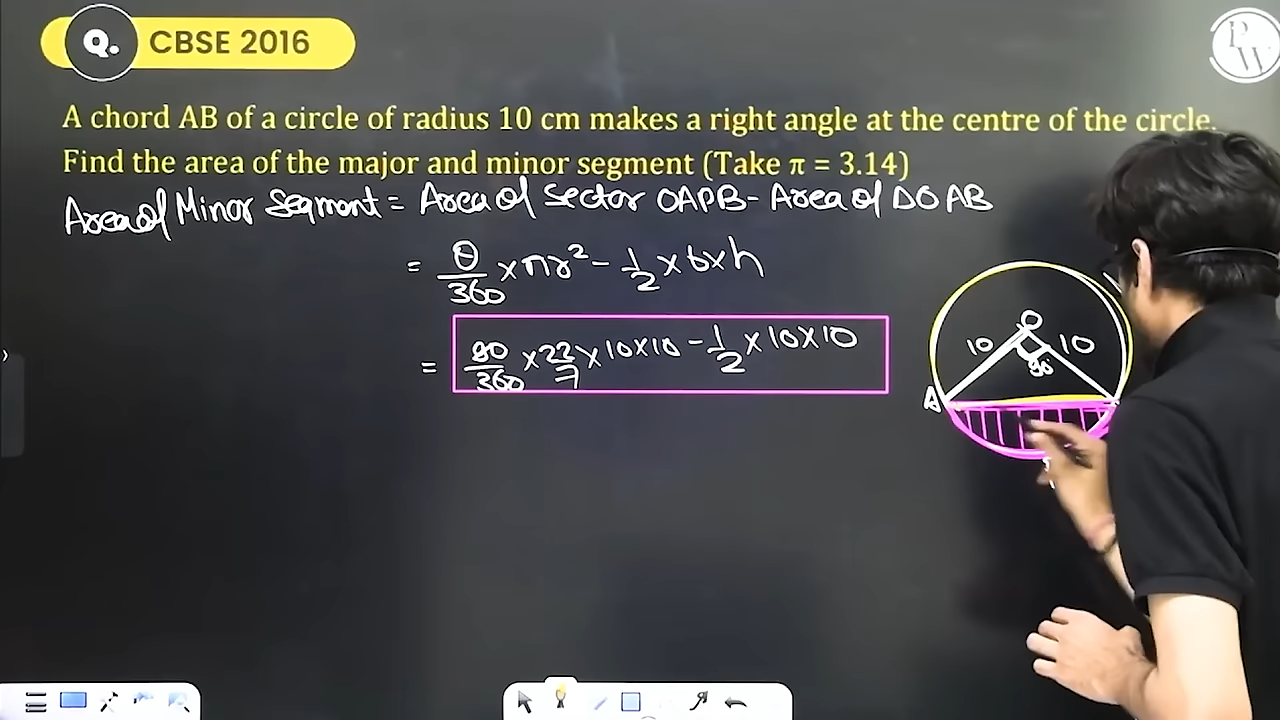 Q. CBSE 2016
PW
A chord AB of a circle of radius 10 cm makes a right angle at the centre of the circle.
Find the area of the major and minor segment (Take π = 3.14)
Area of Minor Segment = Area of Sector OAPB - Area of ΔOAB
= θ/360 × πr² - 1/2 × b × h
= 90/360 × 22/7 × 10×10 - 1/2 × 10×10
O
10 10
90
A